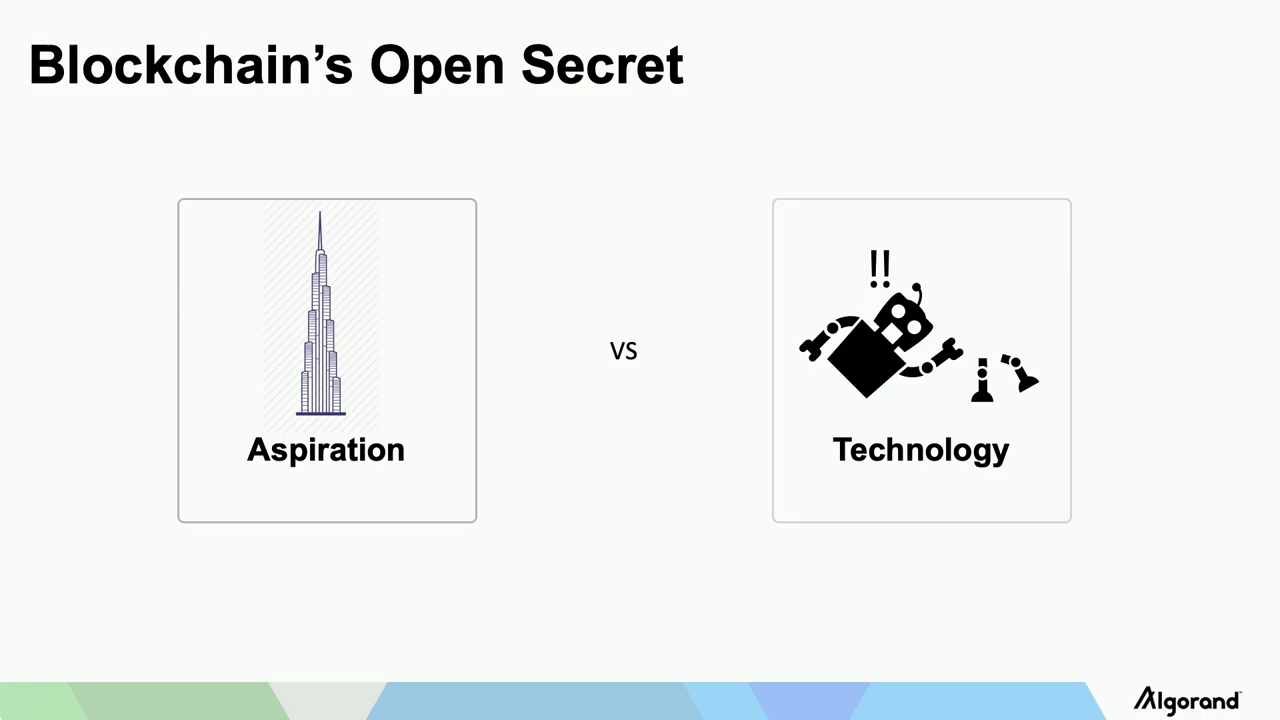 Blockchain’s Open Secret
!!
vs
Aspiration
Technology
Algorand